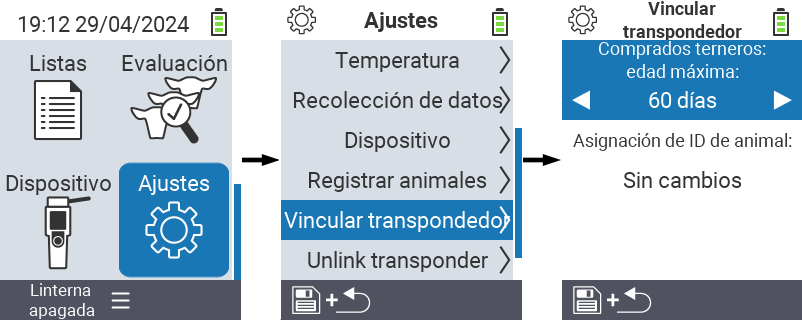 19:12 29/04/2024
Listas
Evaluación
Dispositivo
Ajustes
Linterna
apagada
Ajustes
Temperatura
Recolección de datos
Dispositivo
Registrar animales
Vincular transpondedor
Unlink transponder
+
Vincular
transpondedor
Comprados terneros:
edad máxima:
60 días
Asignación de ID de animal:
Sin cambios
+